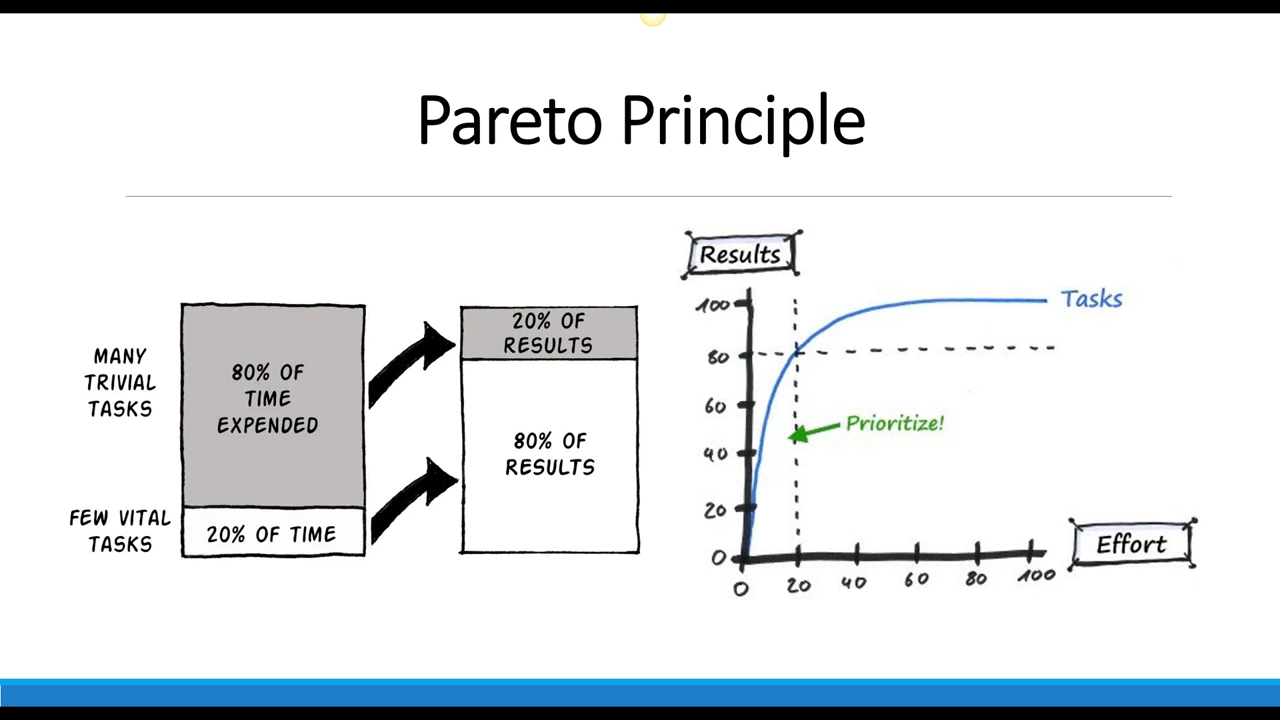 Pareto Principle
MANY
TRIVIAL
TASKS
80% OF
TIME
EXPENDED
FEW VITAL
TASKS
20% OF TIME
20% OF
RESULTS
80% OF
RESULTS
Results
100
80
60
40
20
0
0 20 40 60 80 100
Tasks
Prioritize!
Effort